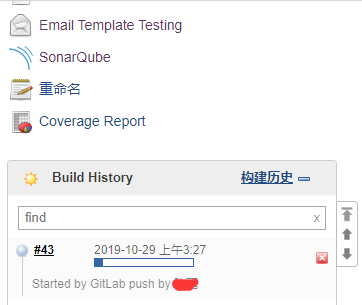 Email Template Testing
SonarQube
重命名
Coverage Report
Build History 构建历史
find x
#43 2019-10-29 上午3:27
Started by GitLab push by